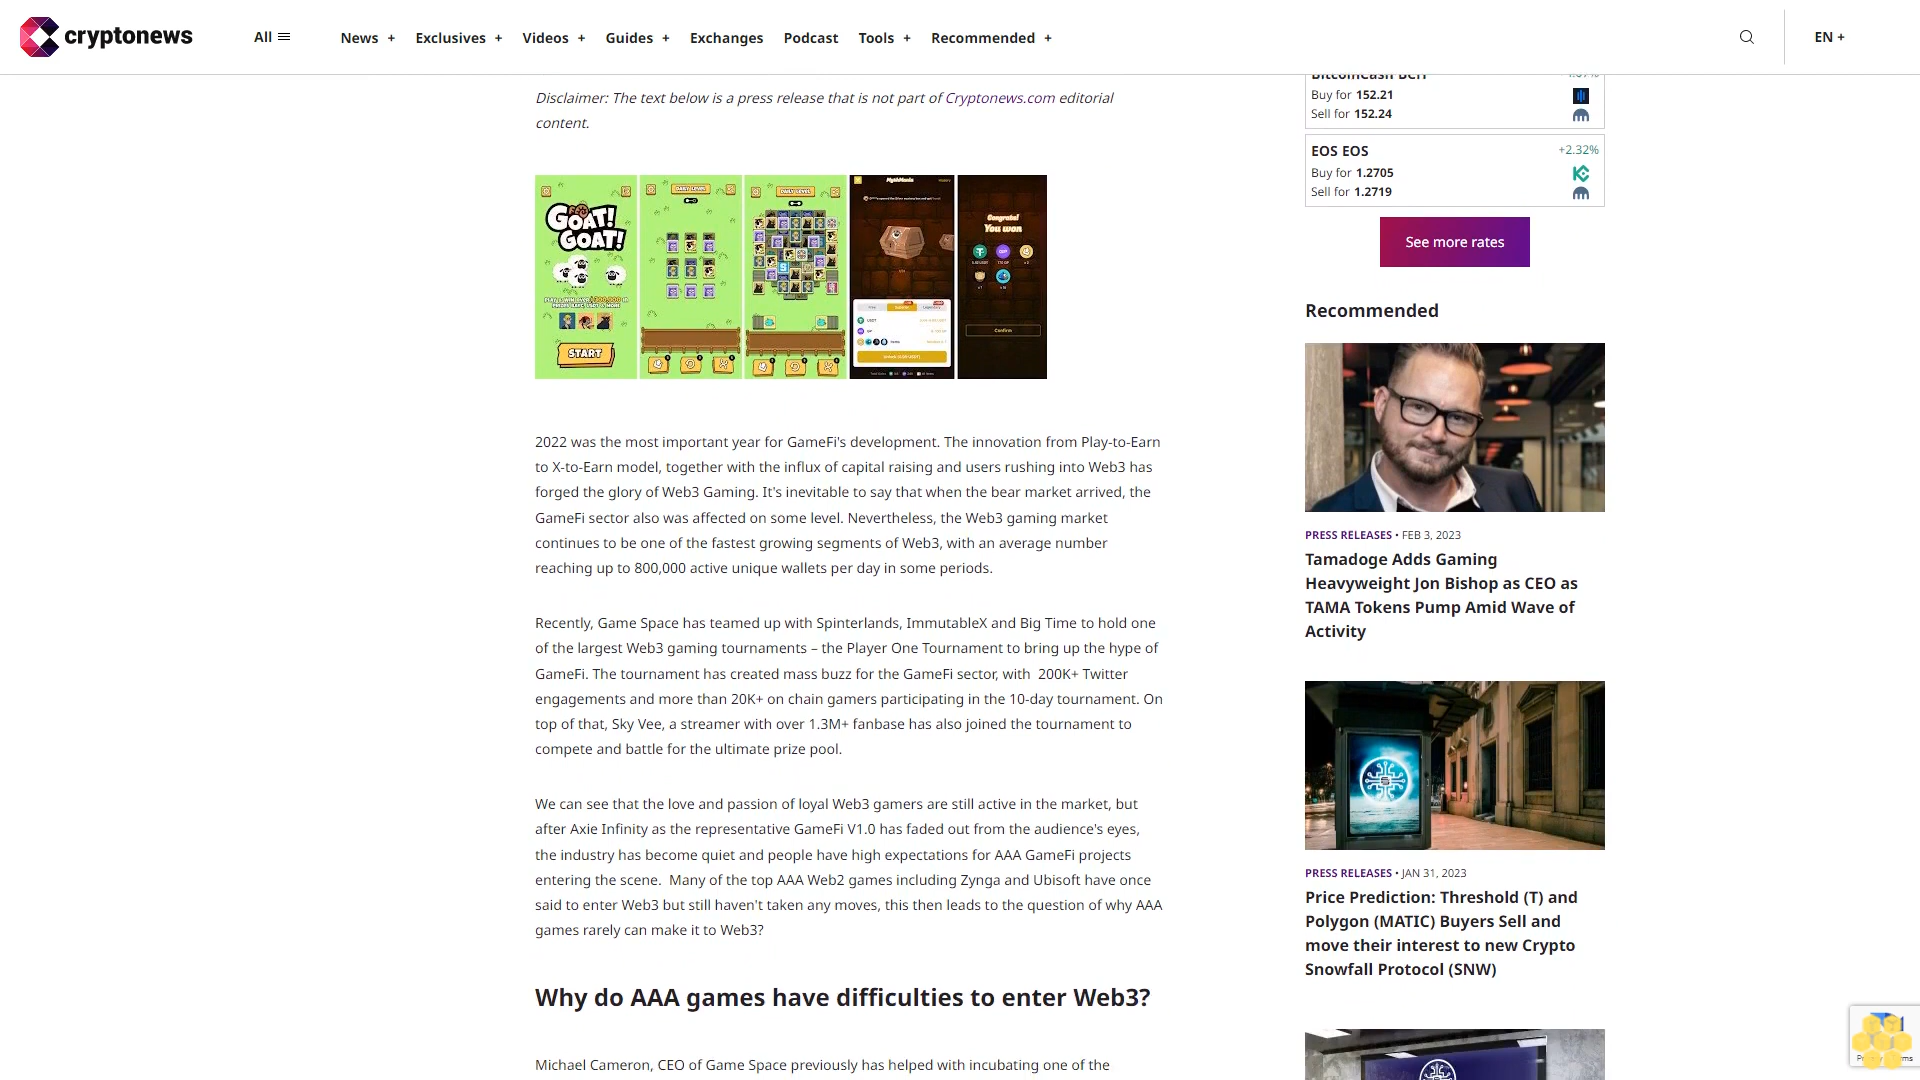 cryptonews
All
News +
Exclusives +
Videos +
Guides +
Exchanges
Podcast
Tools +
Recommended +
EN +
Disclaimer: The text below is a press release that is not part of Cryptonews.com editorial
content.
GOAT!
GOAT!
START
DAILY LEVEL
DAILY LEVEL
MythMania
Congrats!
You won
Confirm
2022 was the most important year for GameFi's development. The innovation from Play-to-Earn
to X-to-Earn model, together with the influx of capital raising and users rushing into Web3 has
forged the glory of Web3 Gaming. It's inevitable to say that when the bear market arrived, the
GameFi sector also was affected on some level. Nevertheless, the Web3 gaming market
continues to be one of the fastest growing segments of Web3, with an average number
reaching up to 800,000 active unique wallets per day in some periods.
Recently, Game Space has teamed up with Spinterlands, ImmutableX and Big Time to hold one
of the largest Web3 gaming tournaments – the Player One Tournament to bring up the hype of
GameFi. The tournament has created mass buzz for the GameFi sector, with  200K+ Twitter
engagements and more than 20K+ on chain gamers participating in the 10-day tournament. On
top of that, Sky Vee, a streamer with over 1.3M+ fanbase has also joined the tournament to
compete and battle for the ultimate prize pool.
We can see that the love and passion of loyal Web3 gamers are still active in the market, but
after Axie Infinity as the representative GameFi V1.0 has faded out from the audience's eyes,
the industry has become quiet and people have high expectations for AAA GameFi projects
entering the scene.  Many of the top AAA Web2 games including Zynga and Ubisoft have once
said to enter Web3 but still haven't taken any moves, this then leads to the question of why AAA
games rarely can make it to Web3?
Why do AAA games have difficulties to enter Web3?
Michael Cameron, CEO of Game Space previously has helped with incubating one of the
BitcoinCash BCH
Buy for 152.21
Sell for 152.24
EOS EOS
+2.32%
Buy for 1.2705
Sell for 1.2719
See more rates
Recommended
PRESS RELEASES • FEB 3, 2023
Tamadoge Adds Gaming
Heavyweight Jon Bishop as CEO as
TAMA Tokens Pump Amid Wave of
Activity
PRESS RELEASES • JAN 31, 2023
Price Prediction: Threshold (T) and
Polygon (MATIC) Buyers Sell and
move their interest to new Crypto
Snowfall Protocol (SNW)